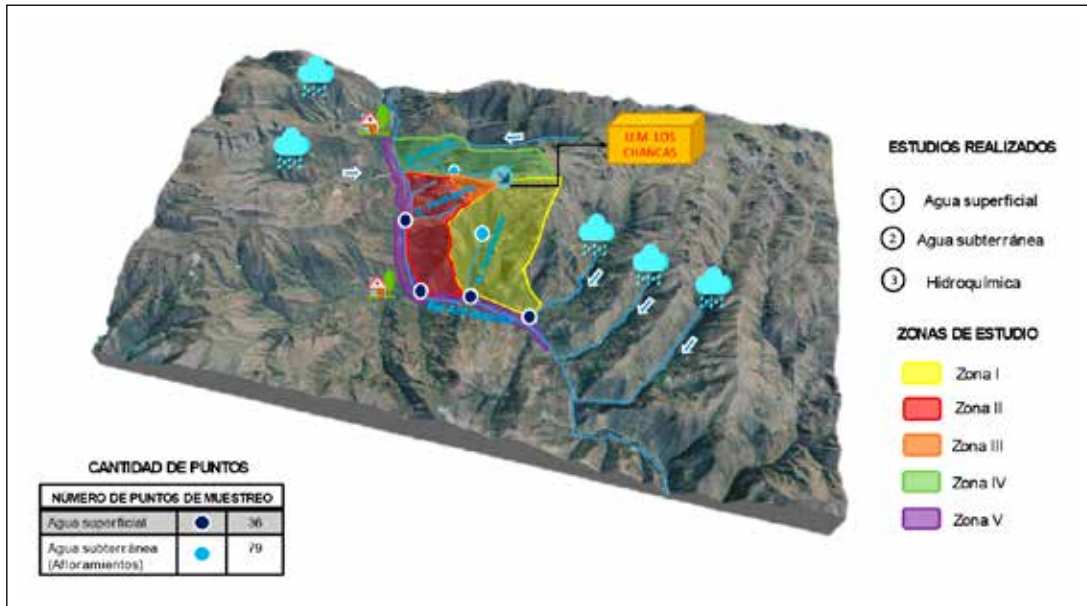 U.M. LOS
CHANCAS
ESTUDIOS REALIZADOS
1 Agua superficial
2 Agua subterránea
3 Hidroquímica
ZONAS DE ESTUDIO
Zona I
Zona II
Zona III
Zona IV
Zona V
CANTIDAD DE PUNTOS
NÚMERO DE PUNTOS DE MUESTREO
Agua superficial 36
Agua subterránea 79
(Afloramientos)